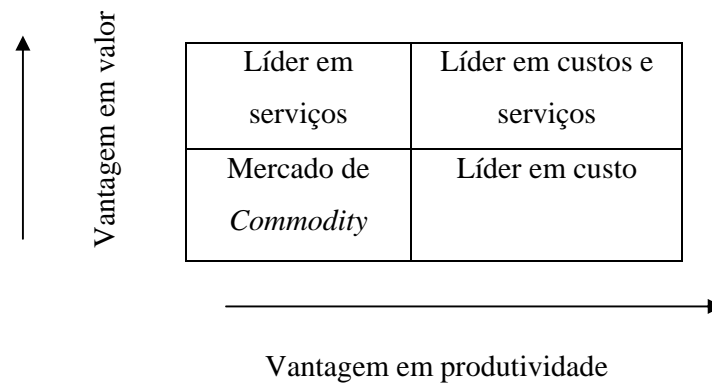 Vantagem em valor
Líder em
serviços
Líder em custos e
serviços
Mercado de
Commodity
Líder em custo
Vantagem em produtividade